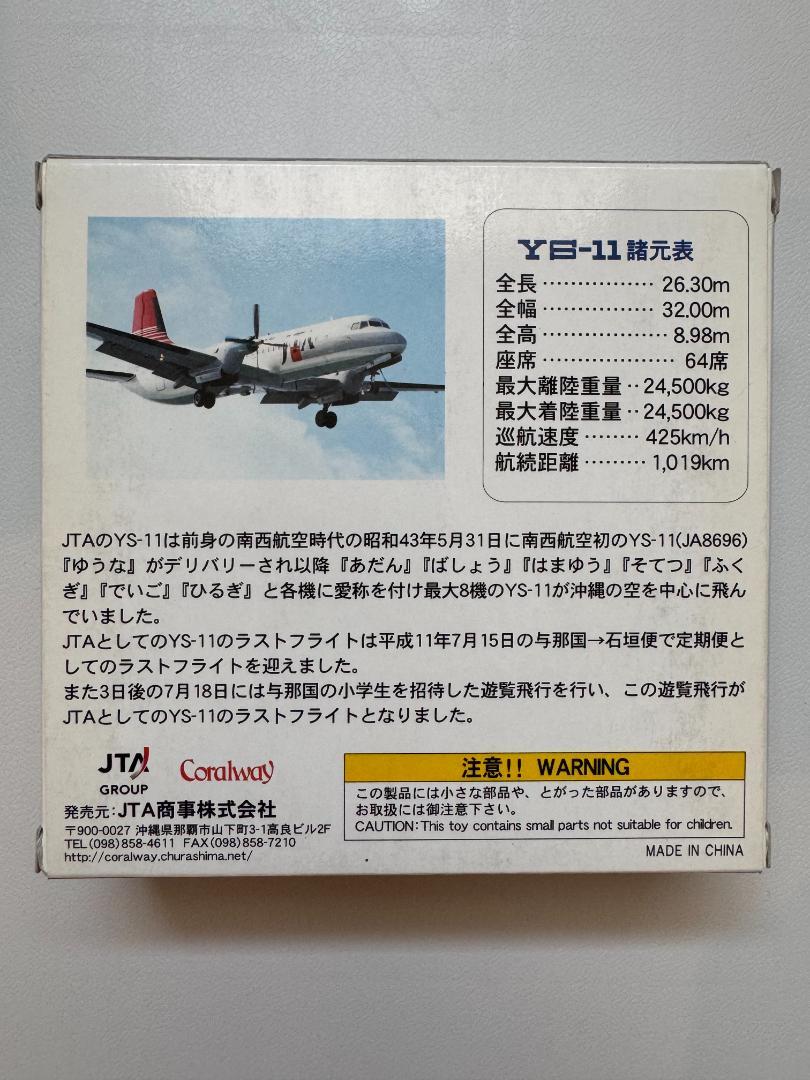 JTA
YS-11諸元表
全長 ················ 26.30m
全幅 ················ 32.00m
全高 ·················· 8.98m
座席 ··················· 64席
最大離陸重量 ·· 24,500kg
最大着陸重量 ·· 24,500kg
巡航速度 ········ 425km/h
航続距離 ········· 1,019km
JTAのYS-11は前身の南西航空時代の昭和43年5月31日に南西航空初のYS-11(JA8696)
『ゆうな』がデリバリーされ以降『あだん』『ばしょう』『はまゆう』『そてつ』『ふく
ぎ』『でいご』『ひるぎ』と各機に愛称を付け最大8機のYS-11が沖縄の空を中心に飛ん
でいました。
JTAとしてのYS-11のラストフライトは平成11年7月15日の与那国→石垣便で定期便と
してのラストフライトを迎えました。
また3日後の7月18日には与那国の小学生を招待した遊覧飛行を行い、この遊覧飛行が
JTAとしてのYS-11のラストフライトとなりました。
JTA
GROUP
Coralway
発売元:JTA商事株式会社
〒900-0027 沖縄県那覇市山下町3-1高良ビル2F
TEL(098)858-4611 FAX(098)858-7210
http://coralway.churashima.net/
注意!! WARNING
この製品には小さな部品や、とがった部品がありますので、
お取扱には御注意下さい。
CAUTION:This toy contains small parts not suitable for children.
MADE IN CHINA